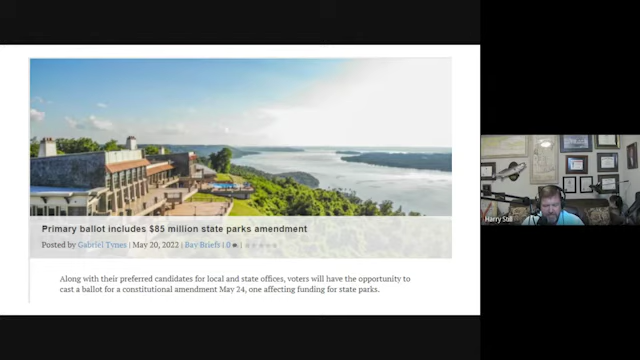 Primary ballot includes $85 million state parks amendment
Posted by Gabriel Tynes | May 20, 2022 | Bay Briefs | 0
Along with their preferred candidates for local and state offices, voters will have the opportunity to
cast a ballot for a constitutional amendment May 24, one affecting funding for state parks.
Harry Still